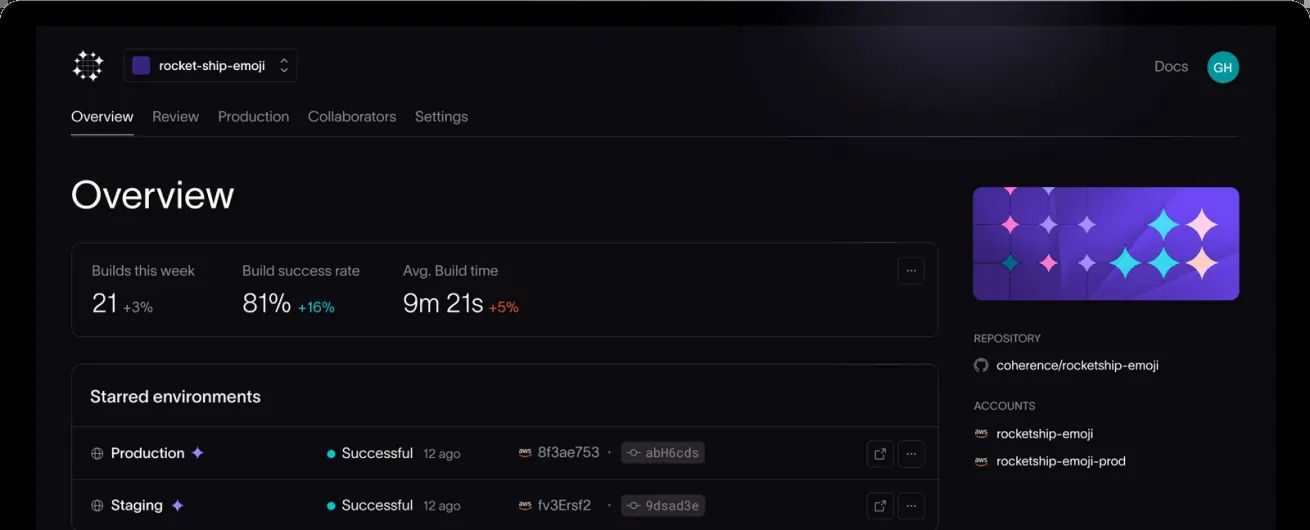 rocket-ship-emoji
Docs GH
Overview Review Production Collaborators Settings
Overview
Builds this week Build success rate Avg. Build time
21 +3% 81% +16% 9m 21s +5%
Starred environments
Production Successful 12 ago aws 8f3ae753 · abH6cds
Staging Successful 12 ago aws fv3Ersf2 · 9dsad3e
REPOSITORY
coherence/rocketship-emoji
ACCOUNTS
aws rocketship-emoji
aws rocketship-emoji-prod